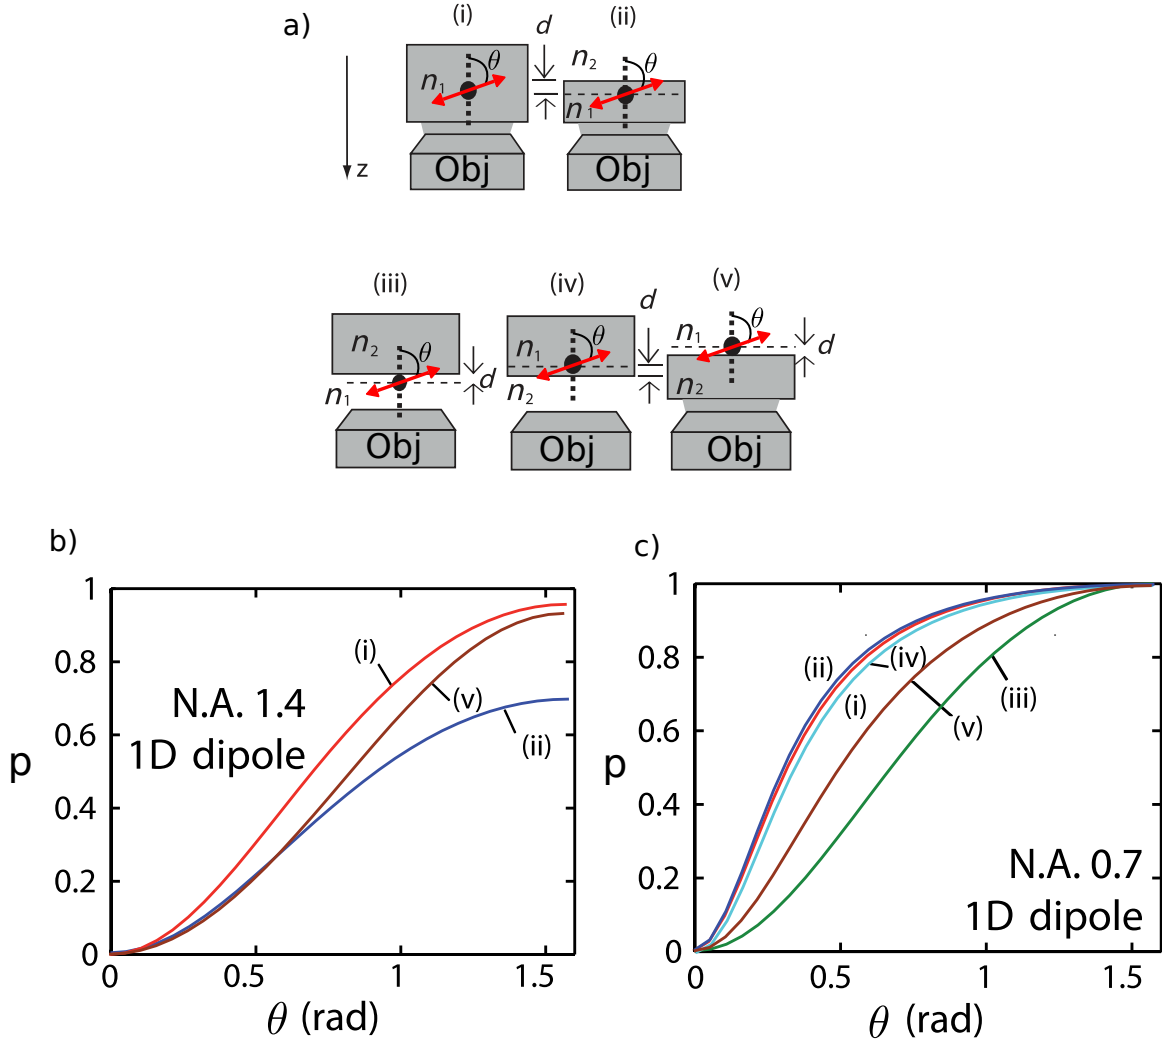 a)
(i)
(ii)
d
n₂
θ
θ
n₁
n₁
Obj
Obj
z
(iii)
(iv)
(v)
d
n₂
θ
n₁
θ
n₁
θ
d
d
n₁
n₂
n₂
Obj
Obj
Obj
b)
1
0.8
0.6
0.4
0.2
0
p
N.A. 1.4
1D dipole
(i)
(v)
(ii)
0
0.5
1
1.5
θ (rad)
c)
1
0.8
0.6
0.4
0.2
0
p
(ii)
(iv)
(i)
(v)
(iii)
N.A. 0.7
1D dipole
0
0.5
1
1.5
θ (rad)